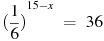 (1/6)^{15-x} = 36